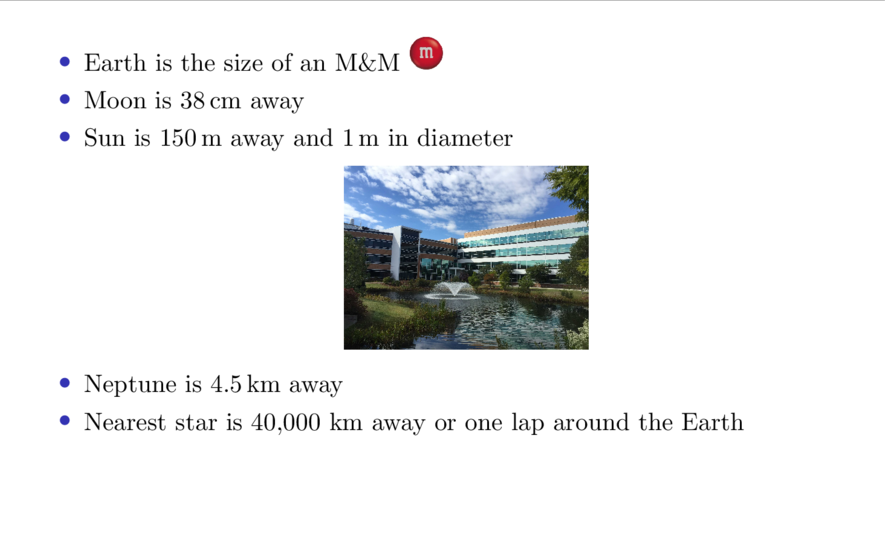 Earth is the size of an M&M m
Moon is 38 cm away
Sun is 150 m away and 1 m in diameter
Neptune is 4.5 km away
Nearest star is 40,000 km away or one lap around the Earth